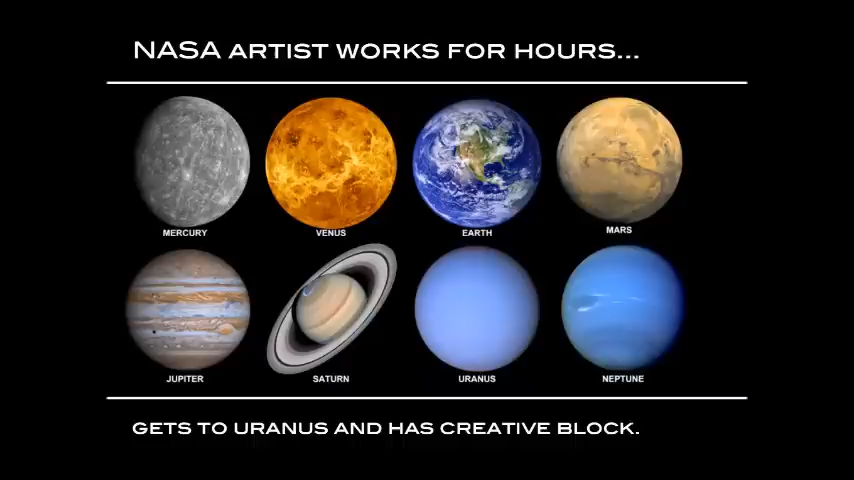 NASA ARTIST WORKS FOR HOURS...
MERCURY VENUS EARTH MARS
JUPITER SATURN URANUS NEPTUNE
GETS TO URANUS AND HAS CREATIVE BLOCK.